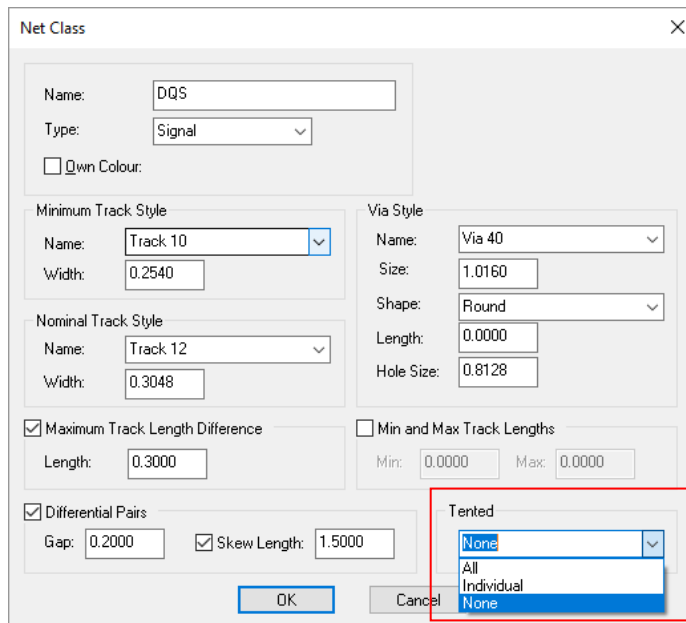 Net Class
Name: DQS
Type: Signal
Own Colour:
Minimum Track Style
Name: Track 10
Width: 0.2540
Via Style
Name: Via 40
Size: 1.0160
Shape: Round
Length: 0.0000
Hole Size: 0.8128
Nominal Track Style
Name: Track 12
Width: 0.3048
Maximum Track Length Difference
Length: 0.3000
Min and Max Track Lengths
Min: 0.0000 Max: 0.0000
Differential Pairs
Gap: 0.2000 Skew Length: 1.5000
Tented
None
All
Individual
None
OK Cancel